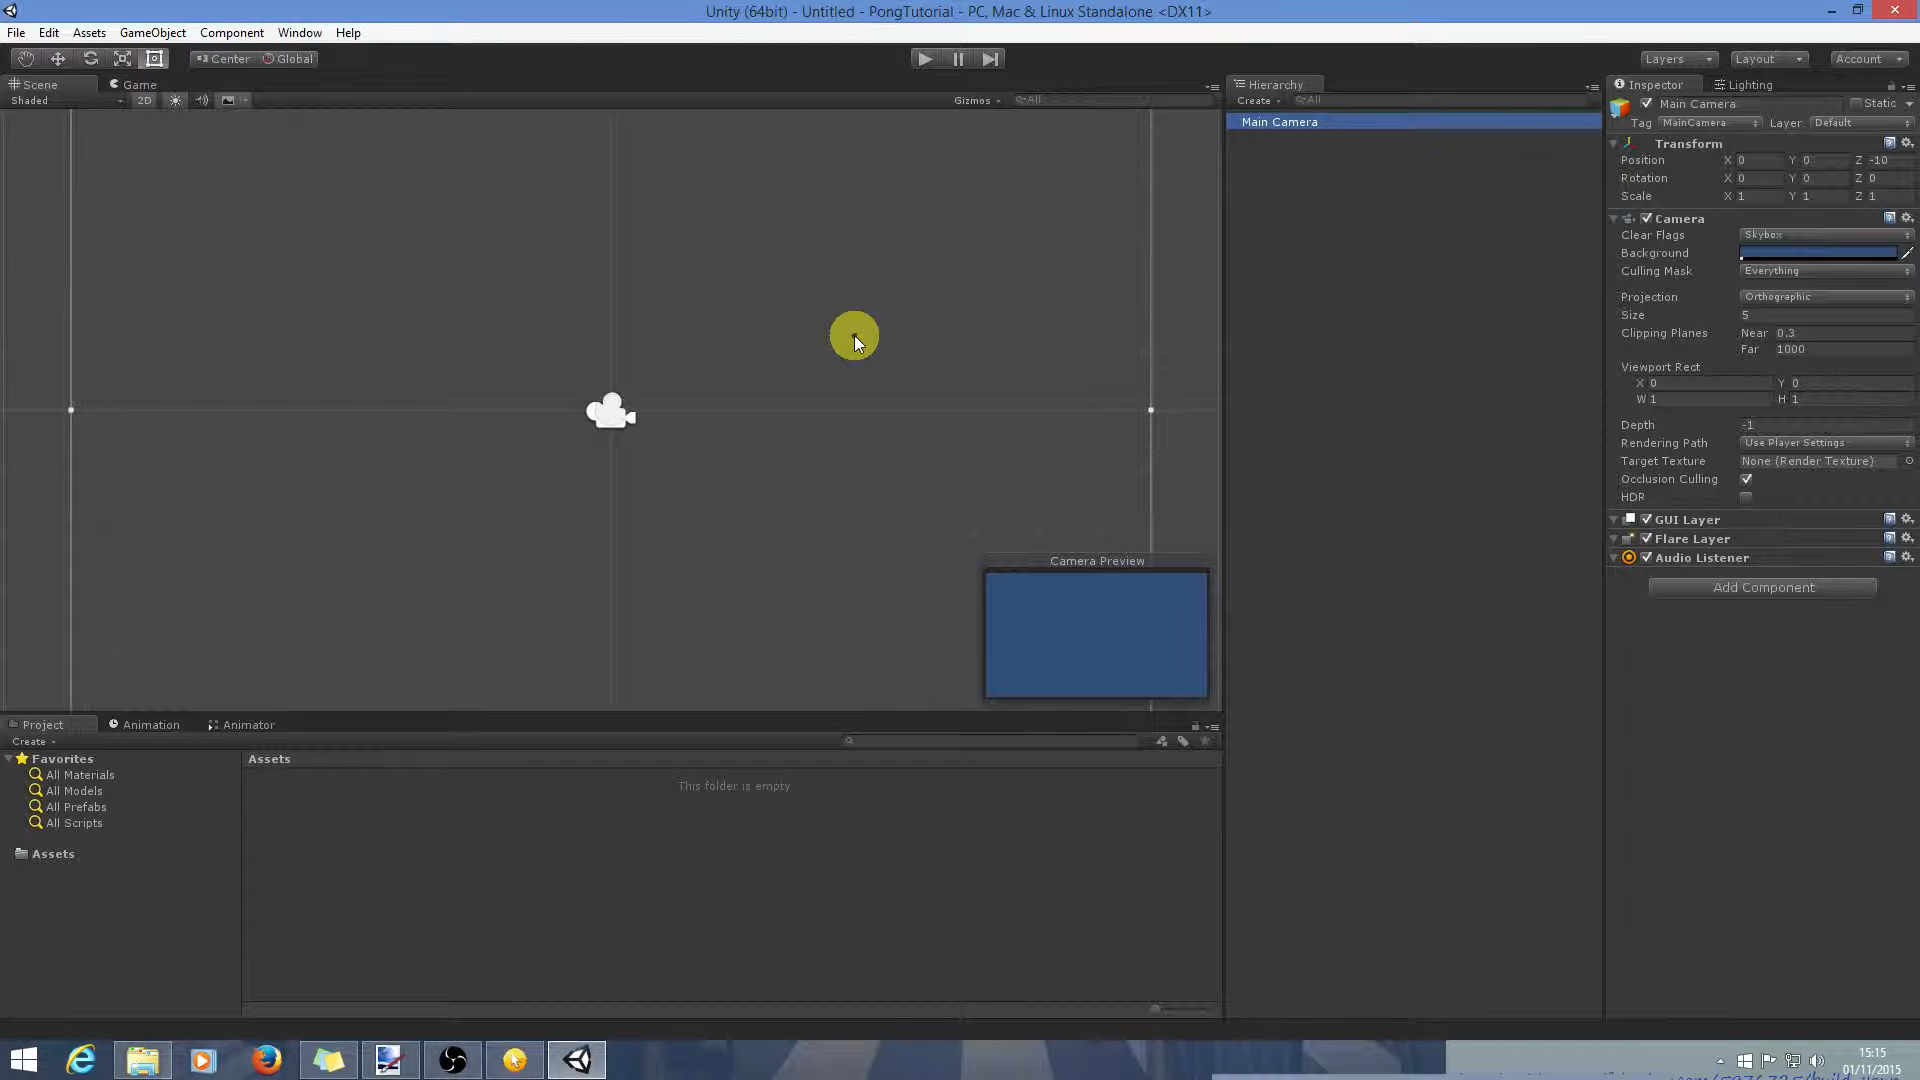 Unity (64bit) - Untitled - PongTutorial - PC, Mac & Linux Standalone <DX11>
File Edit Assets GameObject Component Window Help
Center Global
Layers Layout Account
Scene Game
Shaded 2D Gizmos All
Hierarchy
Create All
Main Camera
Inspector Lighting
Main Camera Static
Tag MainCamera Layer Default
Transform
Position X 0 Y 0 Z -10
Rotation X 0 Y 0 Z 0
Scale X 1 Y 1 Z 1
Camera
Clear Flags Skybox
Background
Culling Mask Everything
Projection Orthographic
Size 5
Clipping Planes Near 0.3
Far 1000
Viewport Rect
X 0 Y 0
W 1 H 1
Depth -1
Rendering Path Use Player Settings
Target Texture None (Render Texture)
Occlusion Culling
HDR
GUI Layer
Flare Layer
Audio Listener
Add Component
Camera Preview
Project Animation Animator
Create
Favorites
All Materials
All Models
All Prefabs
All Scripts
Assets
Assets
This folder is empty
15:15
01/11/2015